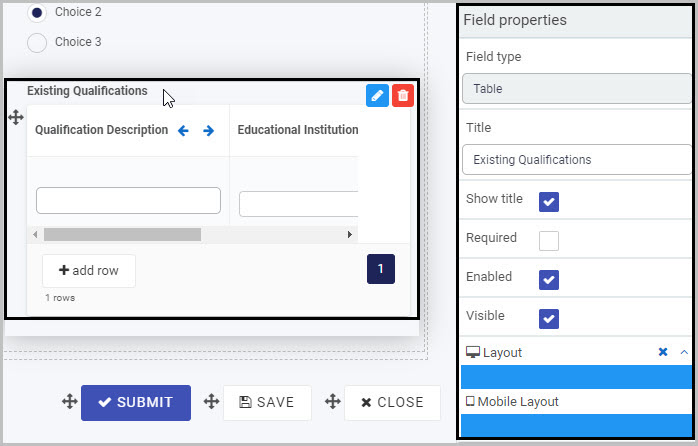 Choice 2
Choice 3
Existing Qualifications
Qualification Description
Educational Institution
add row
1
1 rows
SUBMIT
SAVE
CLOSE
Field properties
Field type
Table
Title
Existing Qualifications
Show title
Required
Enabled
Visible
Layout
Mobile Layout